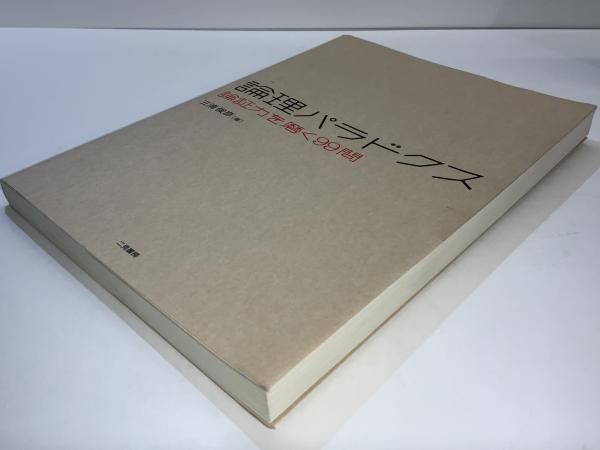 論理パラドクス
論証力を磨く99問
三浦俊彦[著]
二見書房